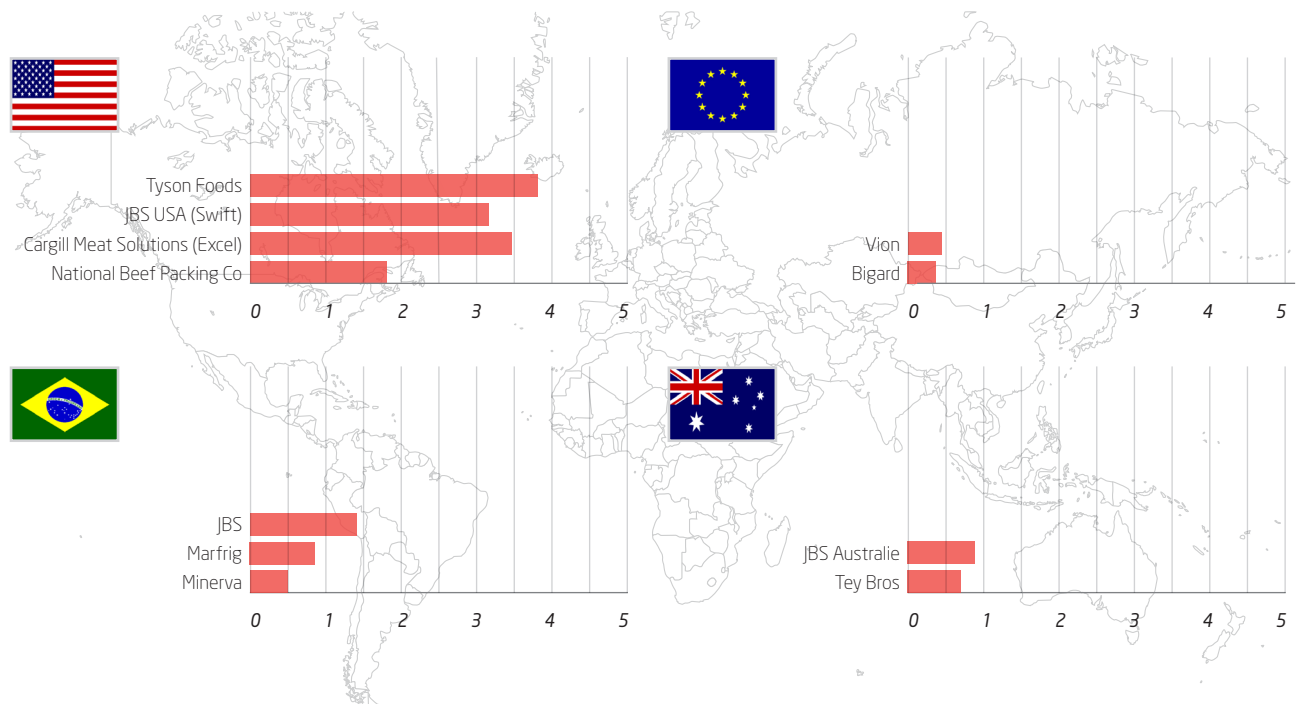 Tyson Foods
JBS USA (Swift)
Cargill Meat Solutions (Excel)
National Beef Packing Co
0 1 2 3 4 5
Vion
Bigard
0 1 2 3 4 5
JBS
Marfrig
Minerva
0 1 2 3 4 5
JBS Australie
Tey Bros
0 1 2 3 4 5